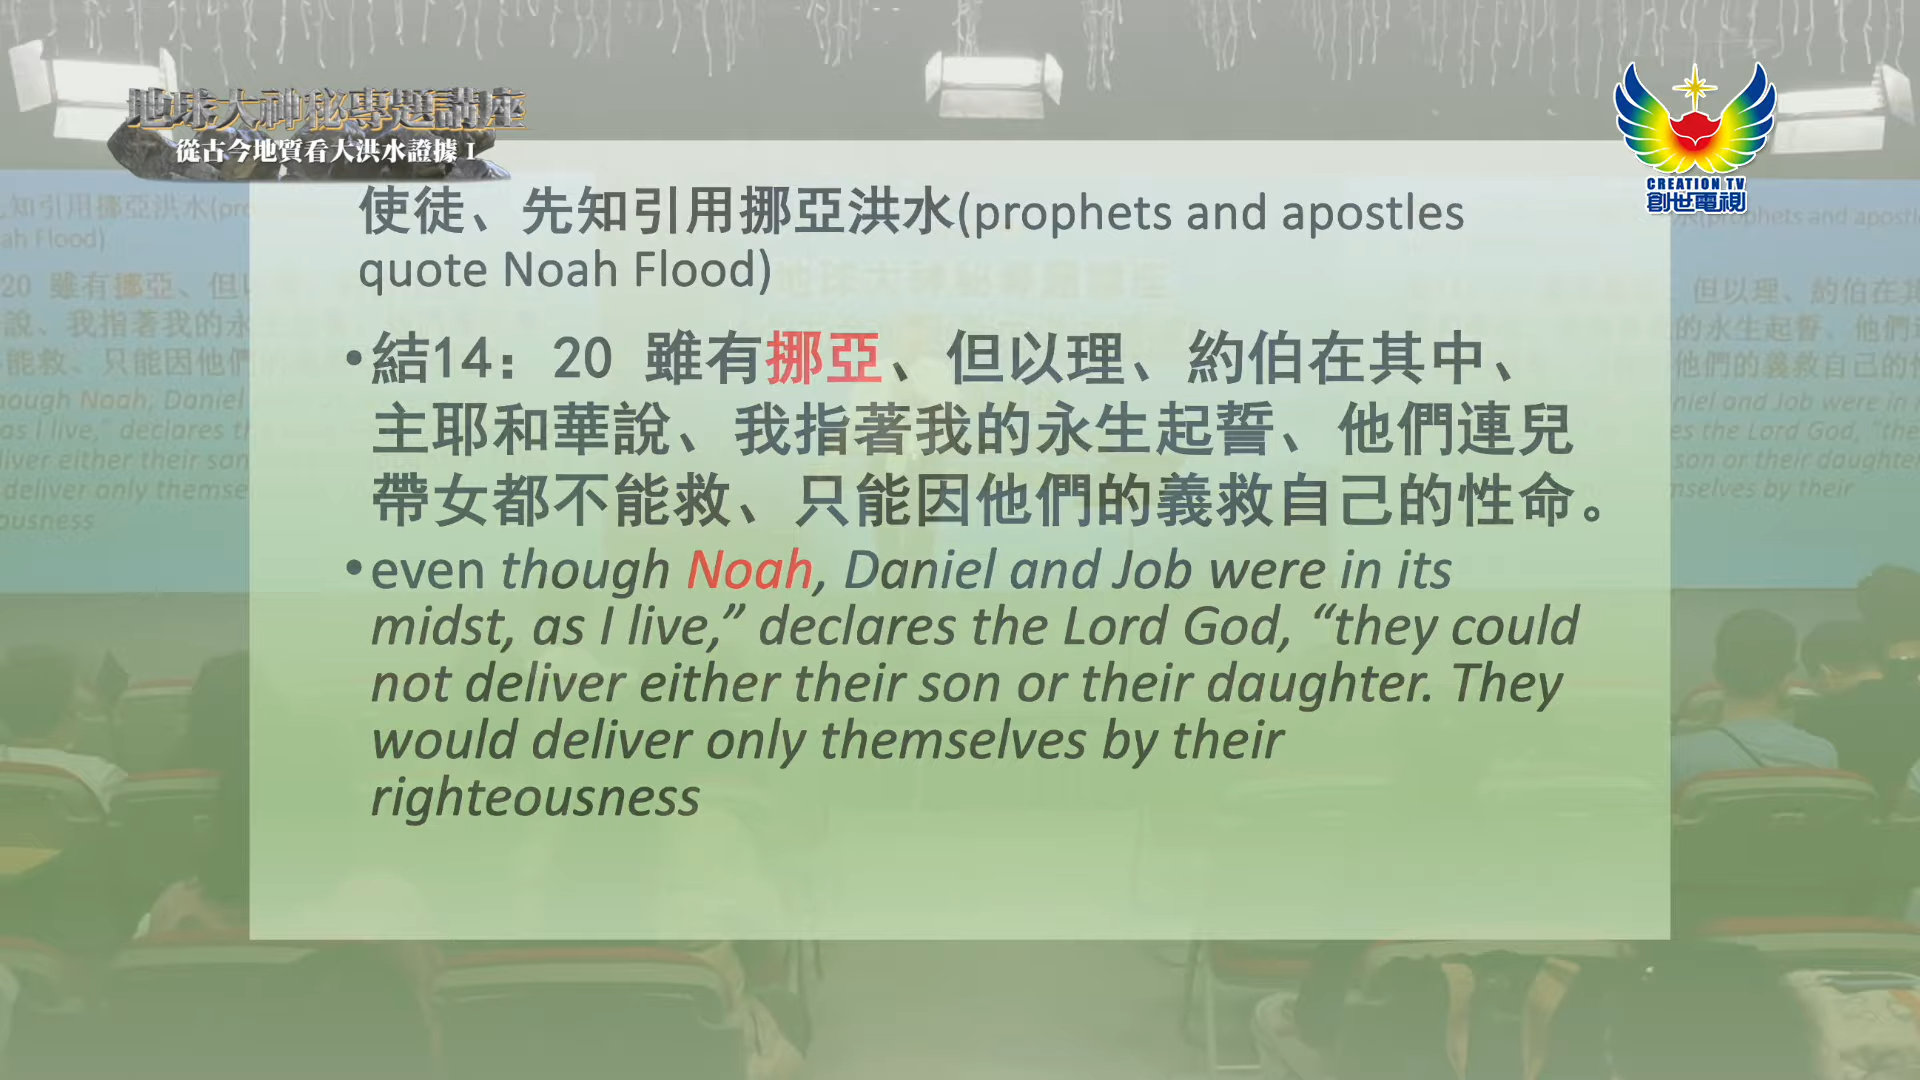 地球大神秘專題講座
從古今地質看大洪水證據 I
CREATION TV
創世電視
使徒、先知引用挪亞洪水(prophets and apostles
quote Noah Flood)
•結14：20 雖有挪亞、但以理、約伯在其中、
主耶和華說、我指著我的永生起誓、他們連兒
帶女都不能救、只能因他們的義救自己的性命。
•even though Noah, Daniel and Job were in its
midst, as I live,” declares the Lord God, “they could
not deliver either their son or their daughter. They
would deliver only themselves by their
righteousness